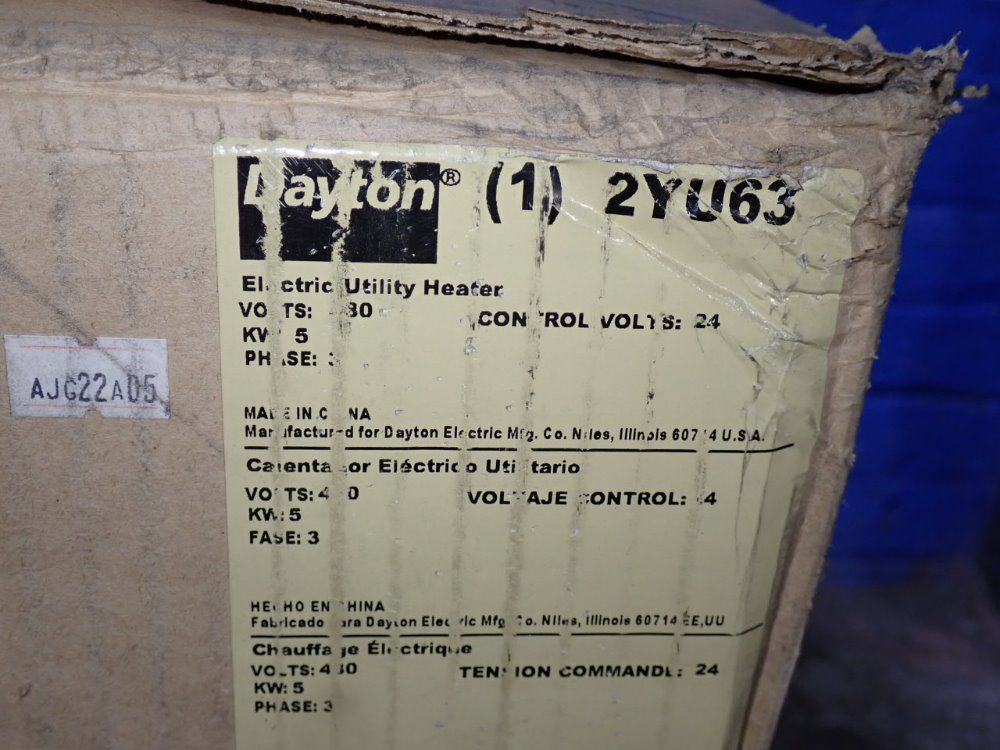 Dayton® (1) 2YU63
Electric Utility Heater
VOLTS: 480 CONTROL VOLTS: 24
KW 5
PHASE: 3
AJG22A05
MADE IN CHINA
Manufactured for Dayton Electric Mfg. Co. Niles, Illinois 60714 U.S.A.
Calentador Eléctrico Utilitario
VOLTS: 480 VOLTAJE CONTROL: 24
KW: 5
FASE: 3
HECHO EN CHINA
Fabricado para Dayton Electric Mfg. Co. Niles, Illinois 60714 EE,UU
Chauffage Électrique
VOLTS: 480 TENSION COMMANDE: 24
KW: 5
PHASE: 3